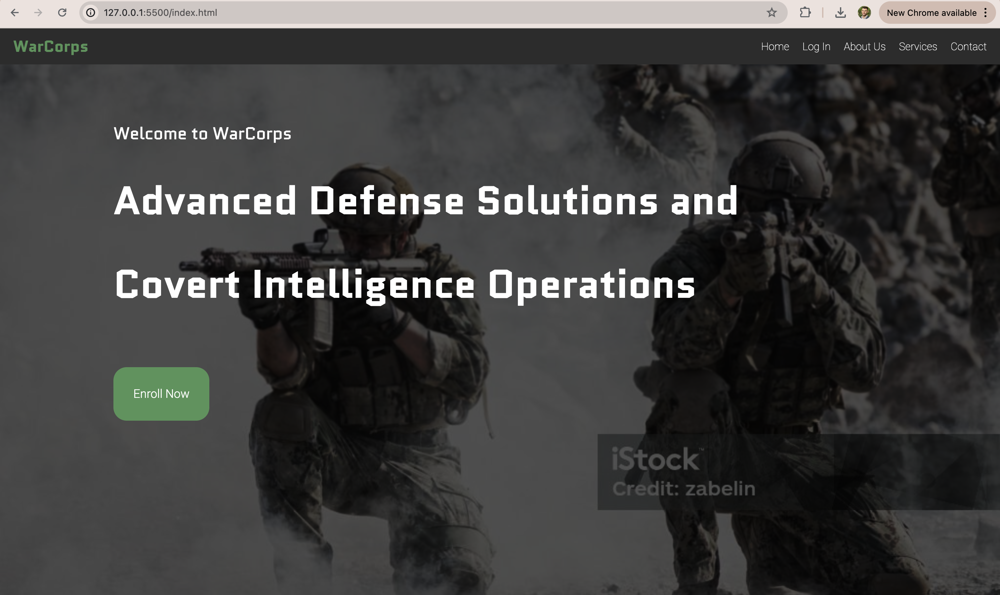 127.0.0.1:5500/index.html
New Chrome available
WarCorps
Home Log In About Us Services Contact
Welcome to WarCorps
Advanced Defense Solutions and
Covert Intelligence Operations
Enroll Now
iStock™
Credit: zabelin